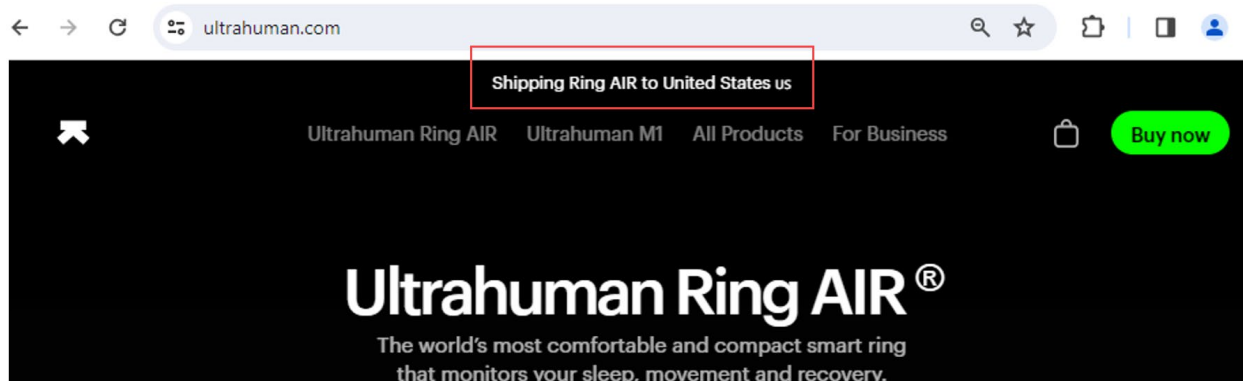 ultrahuman.com
Shipping Ring AIR to United States US
Ultrahuman Ring AIR Ultrahuman M1 All Products For Business Buy now
Ultrahuman Ring AIR®
The world's most comfortable and compact smart ring
that monitors your sleep, movement and recovery.